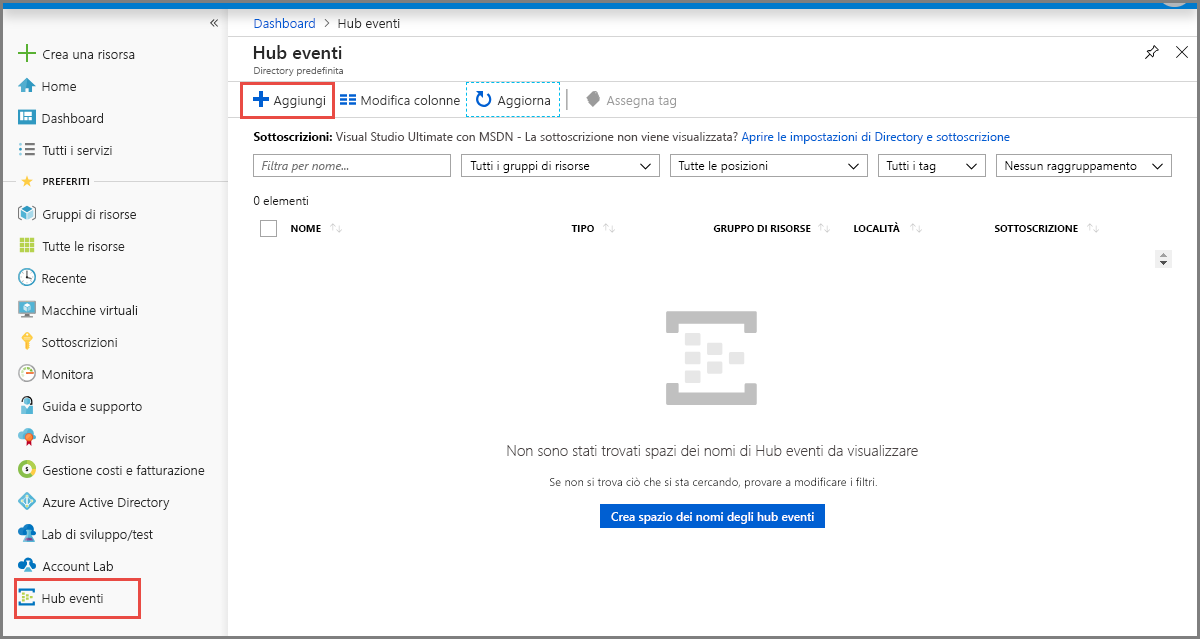 «
Crea una risorsa
Home
Dashboard
Tutti i servizi
PREFERITI
Gruppi di risorse
Tutte le risorse
Recente
Macchine virtuali
Sottoscrizioni
Monitora
Guida e supporto
Advisor
Gestione costi e fatturazione
Azure Active Directory
Lab di sviluppo/test
Account Lab
Hub eventi
Dashboard > Hub eventi
Hub eventi
Directory predefinita
Aggiungi Modifica colonne Aggiorna Assegna tag
Sottoscrizioni: Visual Studio Ultimate con MSDN - La sottoscrizione non viene visualizzata? Aprire le impostazioni di Directory e sottoscrizione
Filtra per nome... Tutti i gruppi di risorse Tutte le posizioni Tutti i tag Nessun raggruppamento
0 elementi
NOME TIPO GRUPPO DI RISORSE LOCALITÀ SOTTOSCRIZIONE
Non sono stati trovati spazi dei nomi di Hub eventi da visualizzare
Se non si trova ciò che si sta cercando, provare a modificare i filtri.
Crea spazio dei nomi degli hub eventi